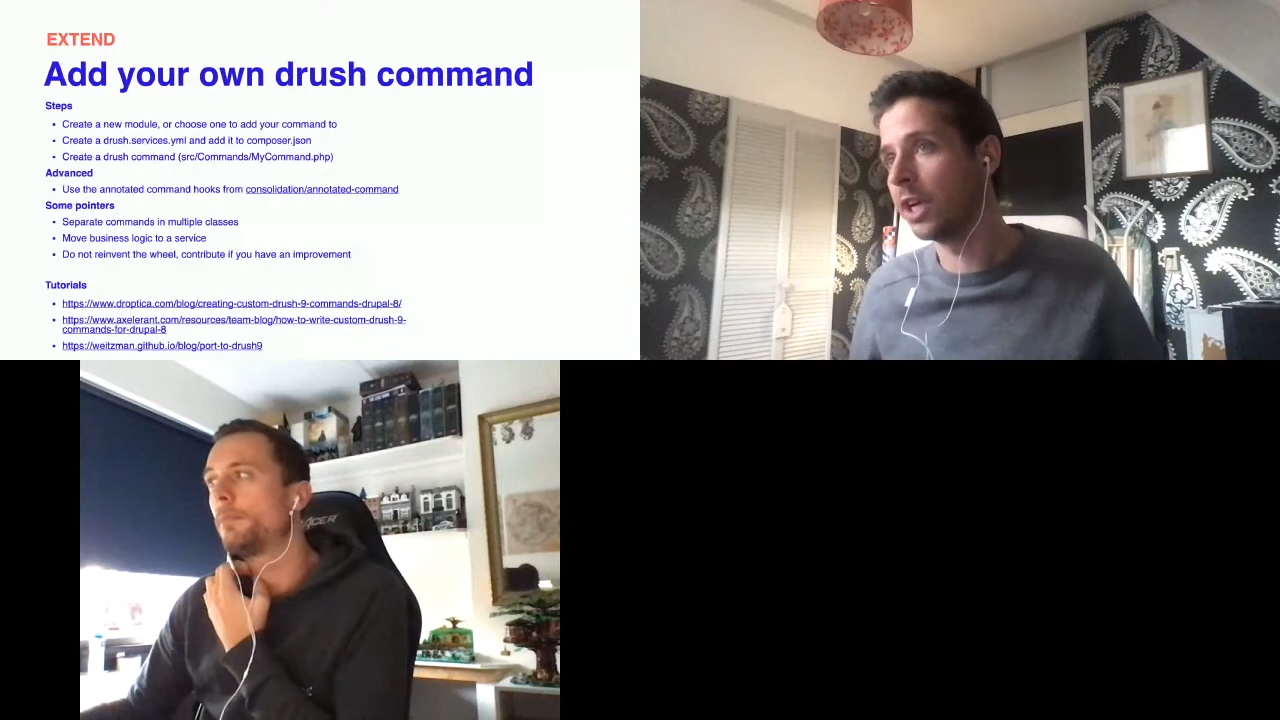 EXTEND
Add your own drush command
Steps
▪ Create a new module, or choose one to add your command to
▪ Create a drush.services.yml and add it to composer.json
▪ Create a drush command (src/Commands/MyCommand.php)
Advanced
▪ Use the annotated command hooks from consolidation/annotated-command
Some pointers
▪ Separate commands in multiple classes
▪ Move business logic to a service
▪ Do not reinvent the wheel, contribute if you have an improvement
Tutorials
▪ https://www.droptica.com/blog/creating-custom-drush-9-commands-drupal-8/
▪ https://www.axelerant.com/resources/team-blog/how-to-write-custom-drush-9-
commands-for-drupal-8
▪ https://weitzman.github.io/blog/port-to-drush9